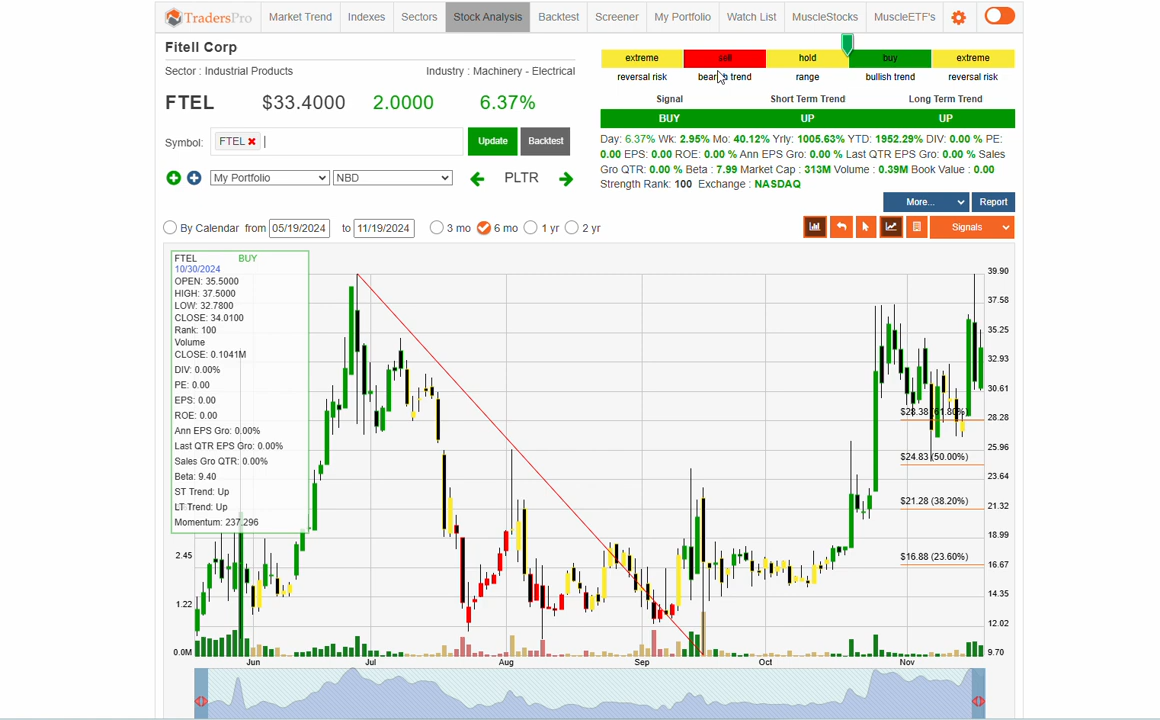 TradersPro Market Trend Indexes Sectors Stock Analysis Backtest Screener My Portfolio Watch List MuscleStocks MuscleETF's
Fitell Corp
Sector : Industrial Products Industry : Machinery - Electrical
FTEL $33.4000 2.0000 6.37%
Symbol: FTEL Update Backtest
My Portfolio NBD PLTR
extreme sell hold buy extreme
reversal risk bearish trend range bullish trend reversal risk
Signal Short Term Trend Long Term Trend
BUY UP UP
Day: 6.37% Wk: 2.95% Mo: 40.12% Yrly: 1005.63% YTD: 1952.29% DIV: 0.00 % PE:
0.00 EPS: 0.00 ROE: 0.00 % Ann EPS Gro: 0.00 % Last QTR EPS Gro: 0.00 % Sales
Gro QTR: 0.00 % Beta : 7.99 Market Cap : 313M Volume : 0.39M Book Value : 0.00
Strength Rank: 100 Exchange : NASDAQ
More... Report
By Calendar from 05/19/2024 to 11/19/2024 3 mo 6 mo 1 yr 2 yr Signals
FTEL BUY
10/30/2024
OPEN: 35.5000
HIGH: 37.5000
LOW: 32.7800
CLOSE: 34.0100
Rank: 100
Volume
CLOSE: 0.1041M
DIV: 0.00%
PE: 0.00
EPS: 0.00
ROE: 0.00
Ann EPS Gro: 0.00%
Last QTR EPS Gro: 0.00%
Sales Gro QTR: 0.00%
Beta: 9.40
ST Trend: Up
LT Trend: Up
Momentum: 237.296
2.45
1.22
0.0M
39.90
37.58
35.25
32.93
30.61
28.28
25.96
23.64
21.32
18.99
16.67
14.35
12.02
9.70
$28.38 (61.80%)
$24.83 (50.00%)
$21.28 (38.20%)
$16.88 (23.60%)
Jun Jul Aug Sep Oct Nov